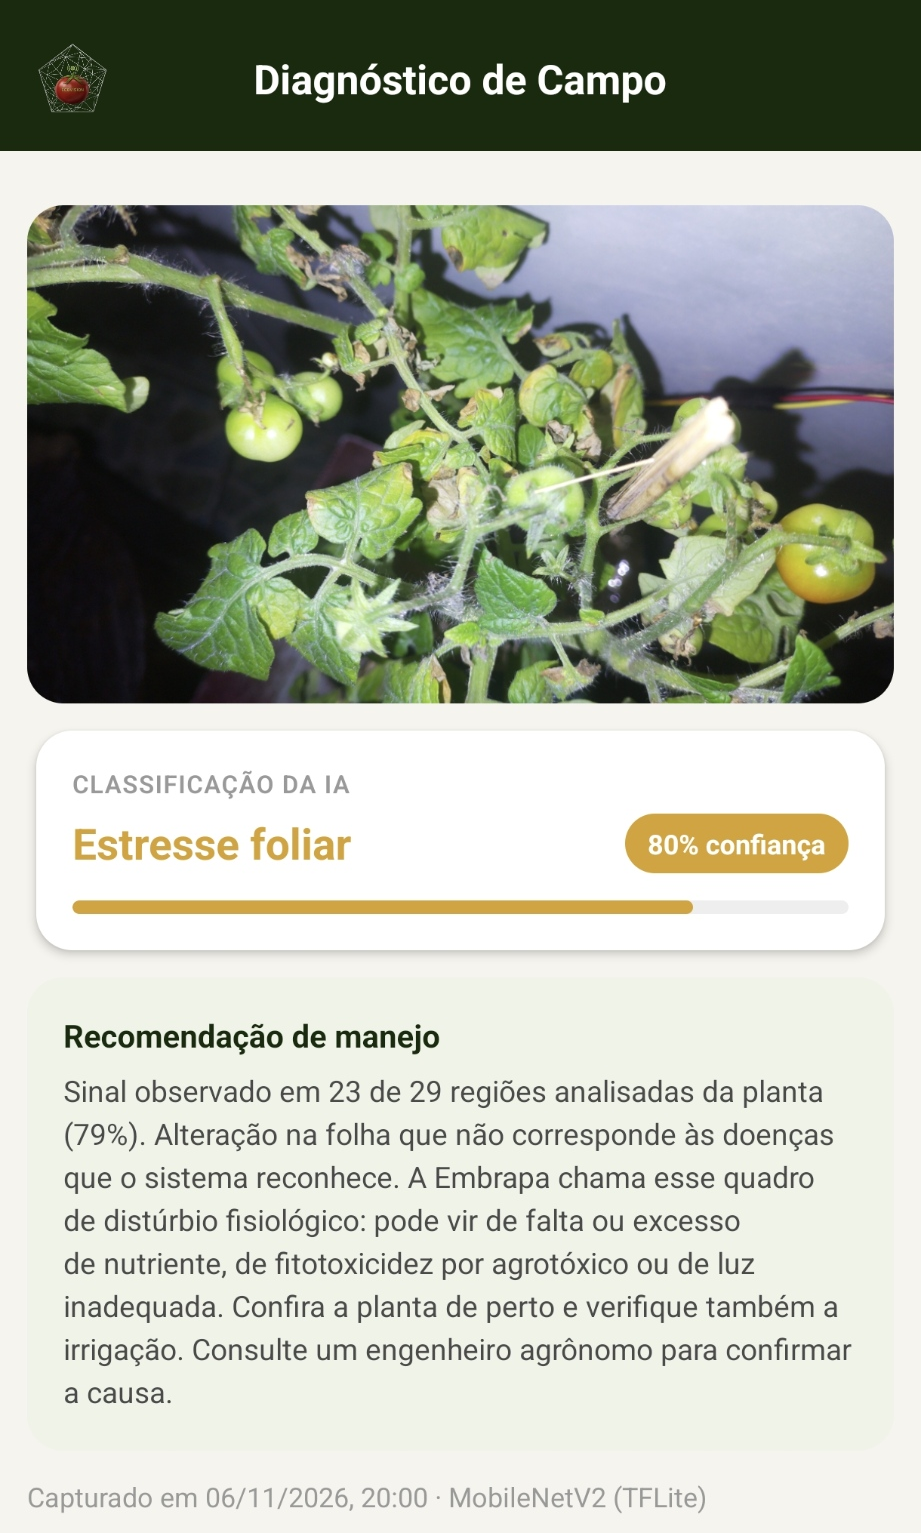 Diagnóstico de Campo
CLASSIFICAÇÃO DA IA
Estresse foliar
80% confiança
Recomendação de manejo
Sinal observado em 23 de 29 regiões analisadas da planta
(79%). Alteração na folha que não corresponde às doenças
que o sistema reconhece. A Embrapa chama esse quadro
de distúrbio fisiológico: pode vir de falta ou excesso
de nutriente, de fitotoxicidez por agrotóxico ou de luz
inadequada. Confira a planta de perto e verifique também a
irrigação. Consulte um engenheiro agrônomo para confirmar
a causa.
Capturado em 06/11/2026, 20:00 · MobileNetV2 (TFLite)